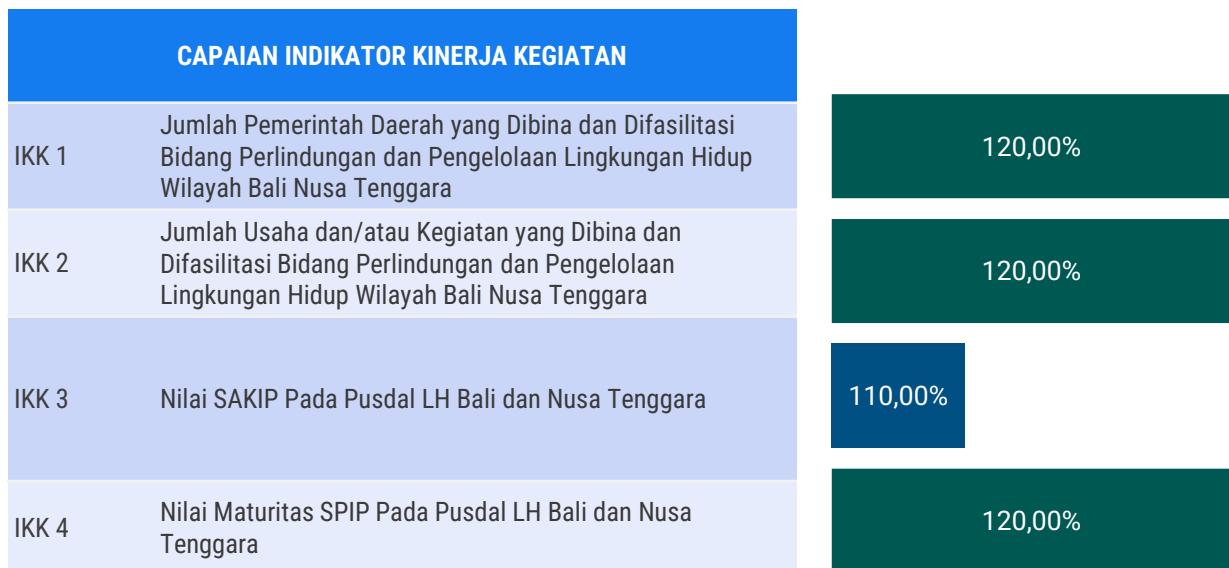 CAPAIAN INDIKATOR KINERJA KEGIATAN
IKK 1
Jumlah Pemerintah Daerah yang Dibina dan Difasilitasi
Bidang Perlindungan dan Pengelolaan Lingkungan Hidup
Wilayah Bali Nusa Tenggara
120,00%
IKK 2
Jumlah Usaha dan/atau Kegiatan yang Dibina dan
Difasilitasi Bidang Perlindungan dan Pengelolaan
Lingkungan Hidup Wilayah Bali Nusa Tenggara
120,00%
IKK 3
Nilai SAKIP Pada Pusdal LH Bali dan Nusa Tenggara
110,00%
IKK 4
Nilai Maturitas SPIP Pada Pusdal LH Bali dan Nusa
Tenggara
120,00%